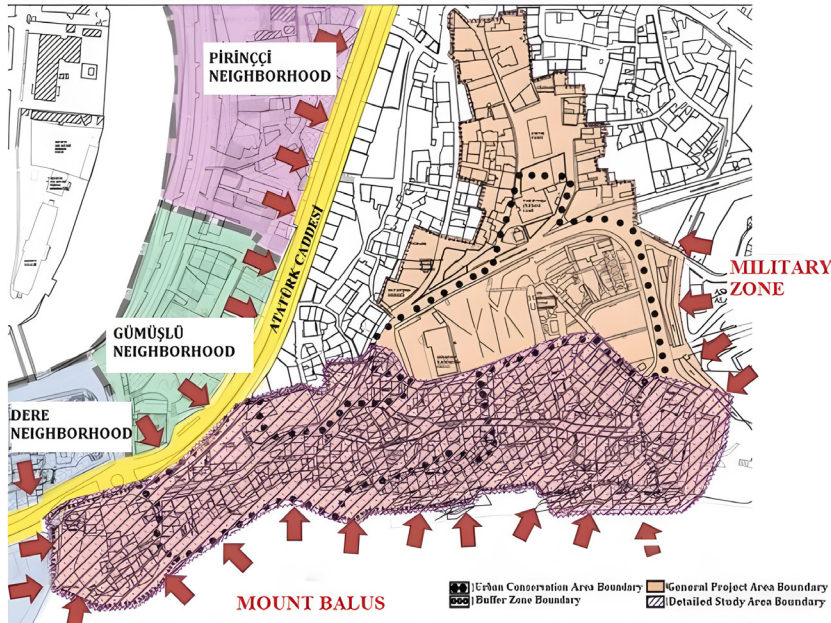 PİRİNÇÇİ
NEIGHBORHOOD
ATATÜRK CADDESİ
MILITARY
ZONE
GÜMÜŞLÜ
NEIGHBORHOOD
DERE
NEIGHBORHOOD
MOUNT BALUS
Urban Conservation Area Boundary
General Project Area Boundary
Buffer Zone Boundary
Detailed Study Area Boundary